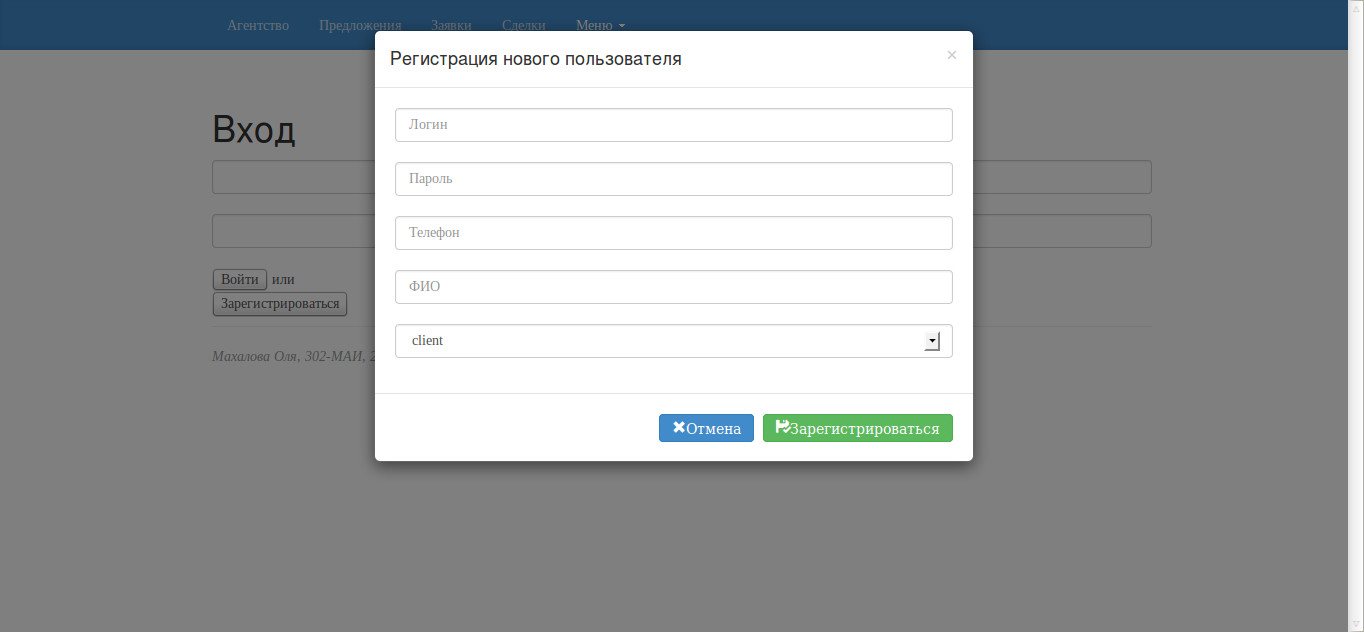 Агентство Предложения Заявки Сделки Меню
Регистрация нового пользователя ×
Логин
Пароль
Телефон
ФИО
client
Отмена Зарегистрироваться
Вход
Войти или
Зарегистрироваться
Махалова Оля, 302-МАИ,